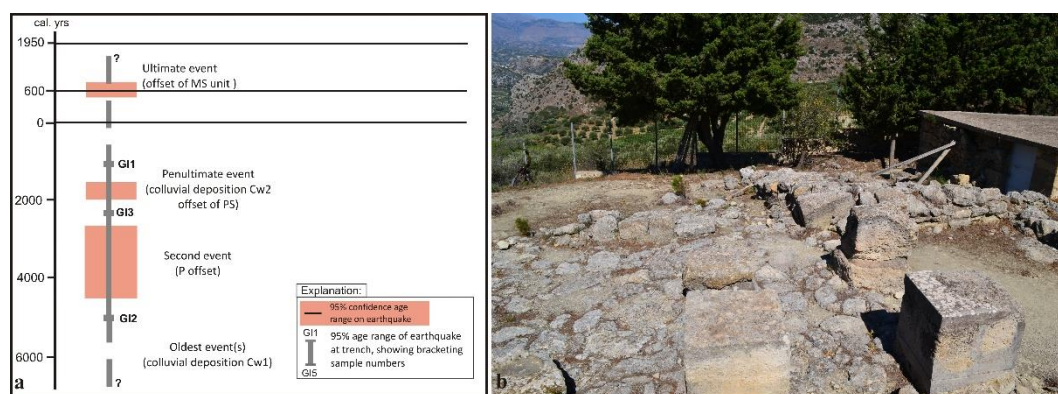 cal. yrs
1950
?
Ultimate event
(offset of MS unit )
600
0
GI1
Penultimate event
(colluvial deposition Cw2
offset of PS)
2000
GI3
Second event
(P offset)
4000
GI2
Oldest event(s)
(colluvial deposition Cw1)
6000
?
a
Explanation:
95% confidence age
range on earthquake
GI1
95% age range of earthquake
at trench, showing bracketing
sample numbers
GI5
b